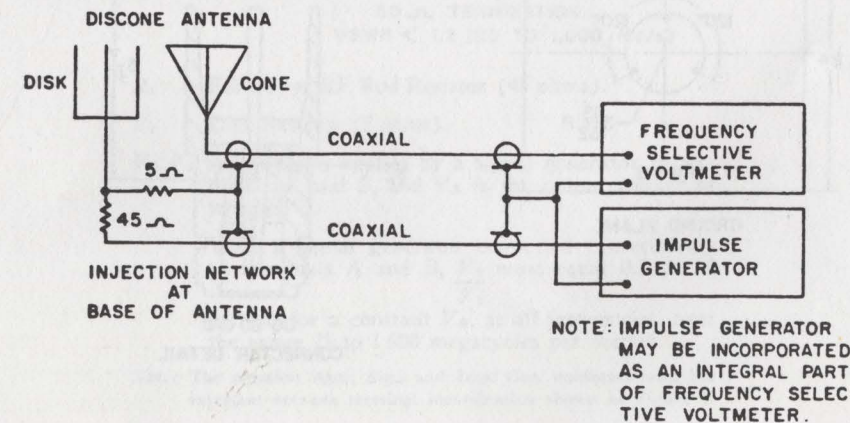 DISCONE ANTENNA
DISK
CONE
5 Ω
45 Ω
COAXIAL
COAXIAL
FREQUENCY
SELECTIVE
VOLTMETER
IMPULSE
GENERATOR
INJECTION NETWORK
AT
BASE OF ANTENNA
NOTE: IMPULSE GENERATOR
MAY BE INCORPORATED
AS AN INTEGRAL PART
OF FREQUENCY SELEC
TIVE VOLTMETER.